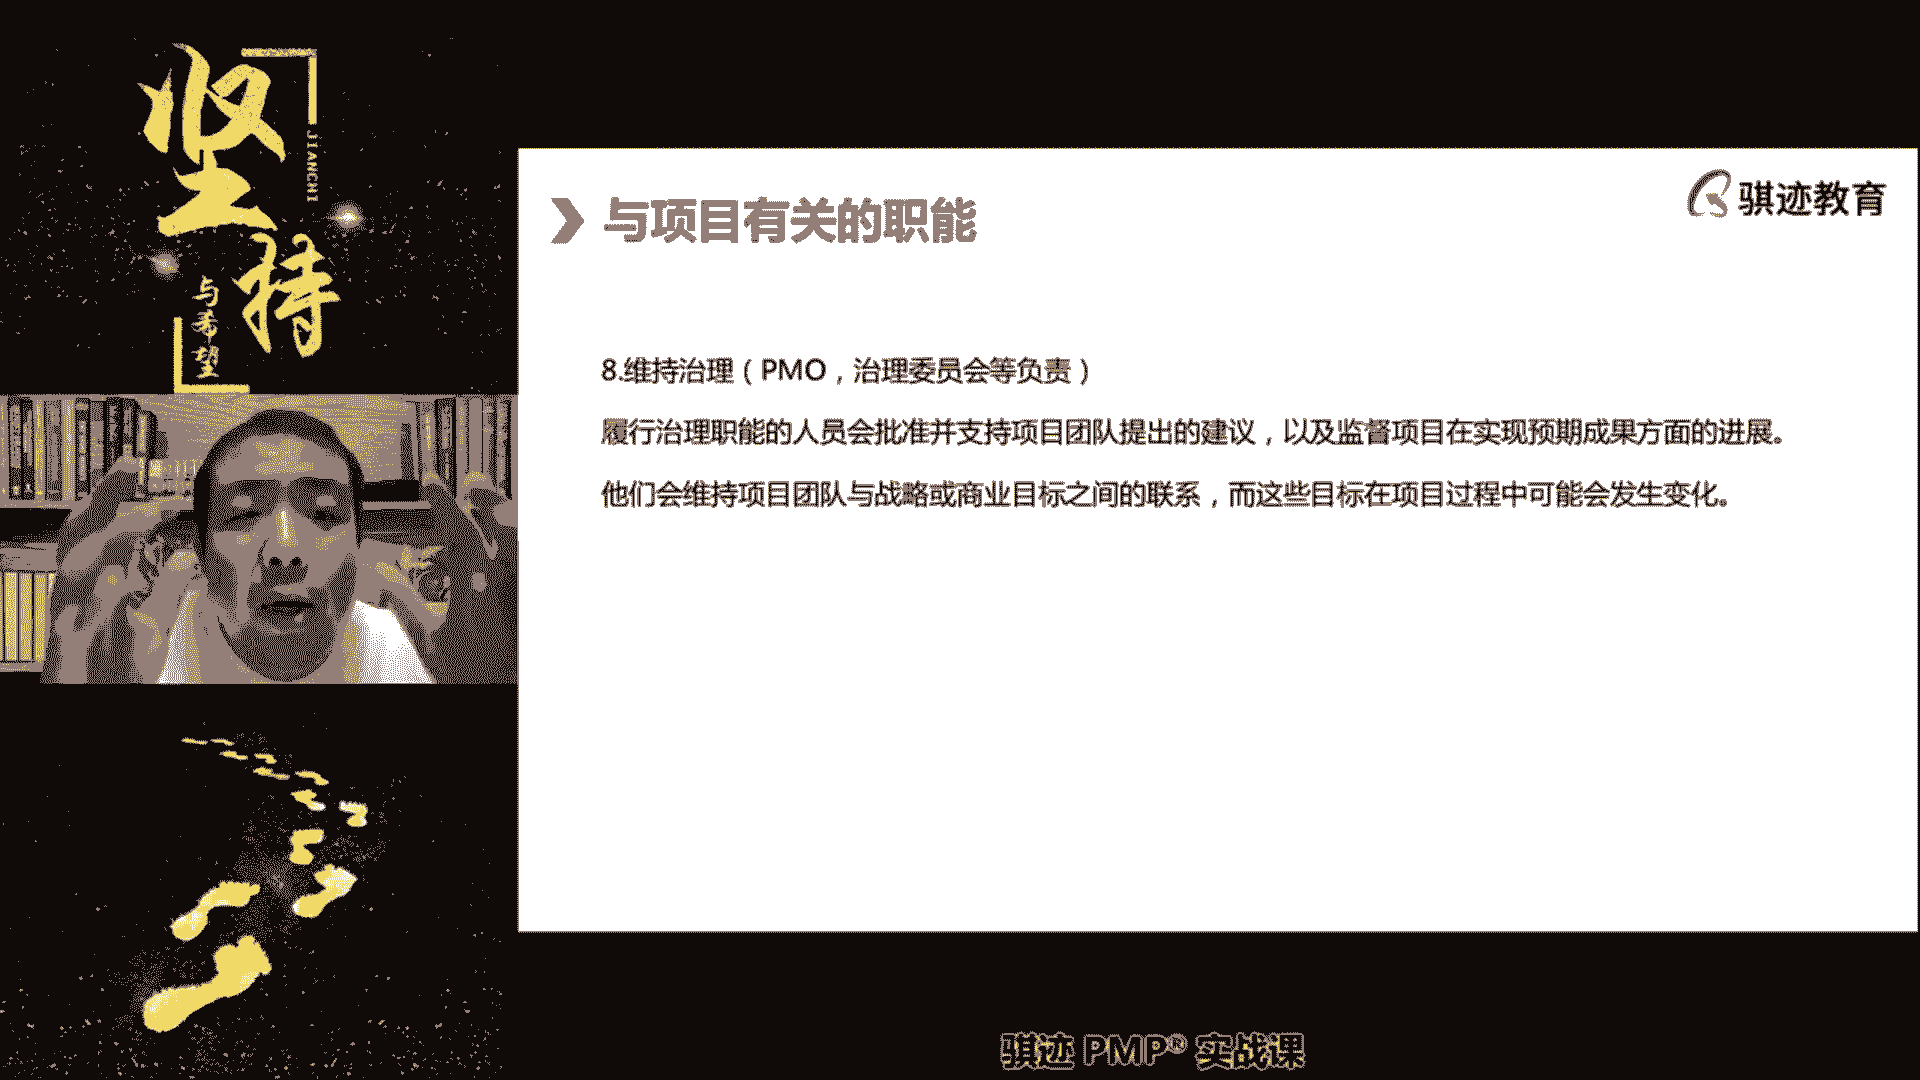 坚持
JIANCHI
与希望
骐迹教育
与项目有关的职能
8.维持治理（PMO，治理委员会等负责）
履行治理职能的人员会批准并支持项目团队提出的建议，以及监督项目在实现预期成果方面的进展。
他们会维持项目团队与战略或商业目标之间的联系，而这些目标在项目过程中可能会发生变化。
骐迹 PMP® 实战课